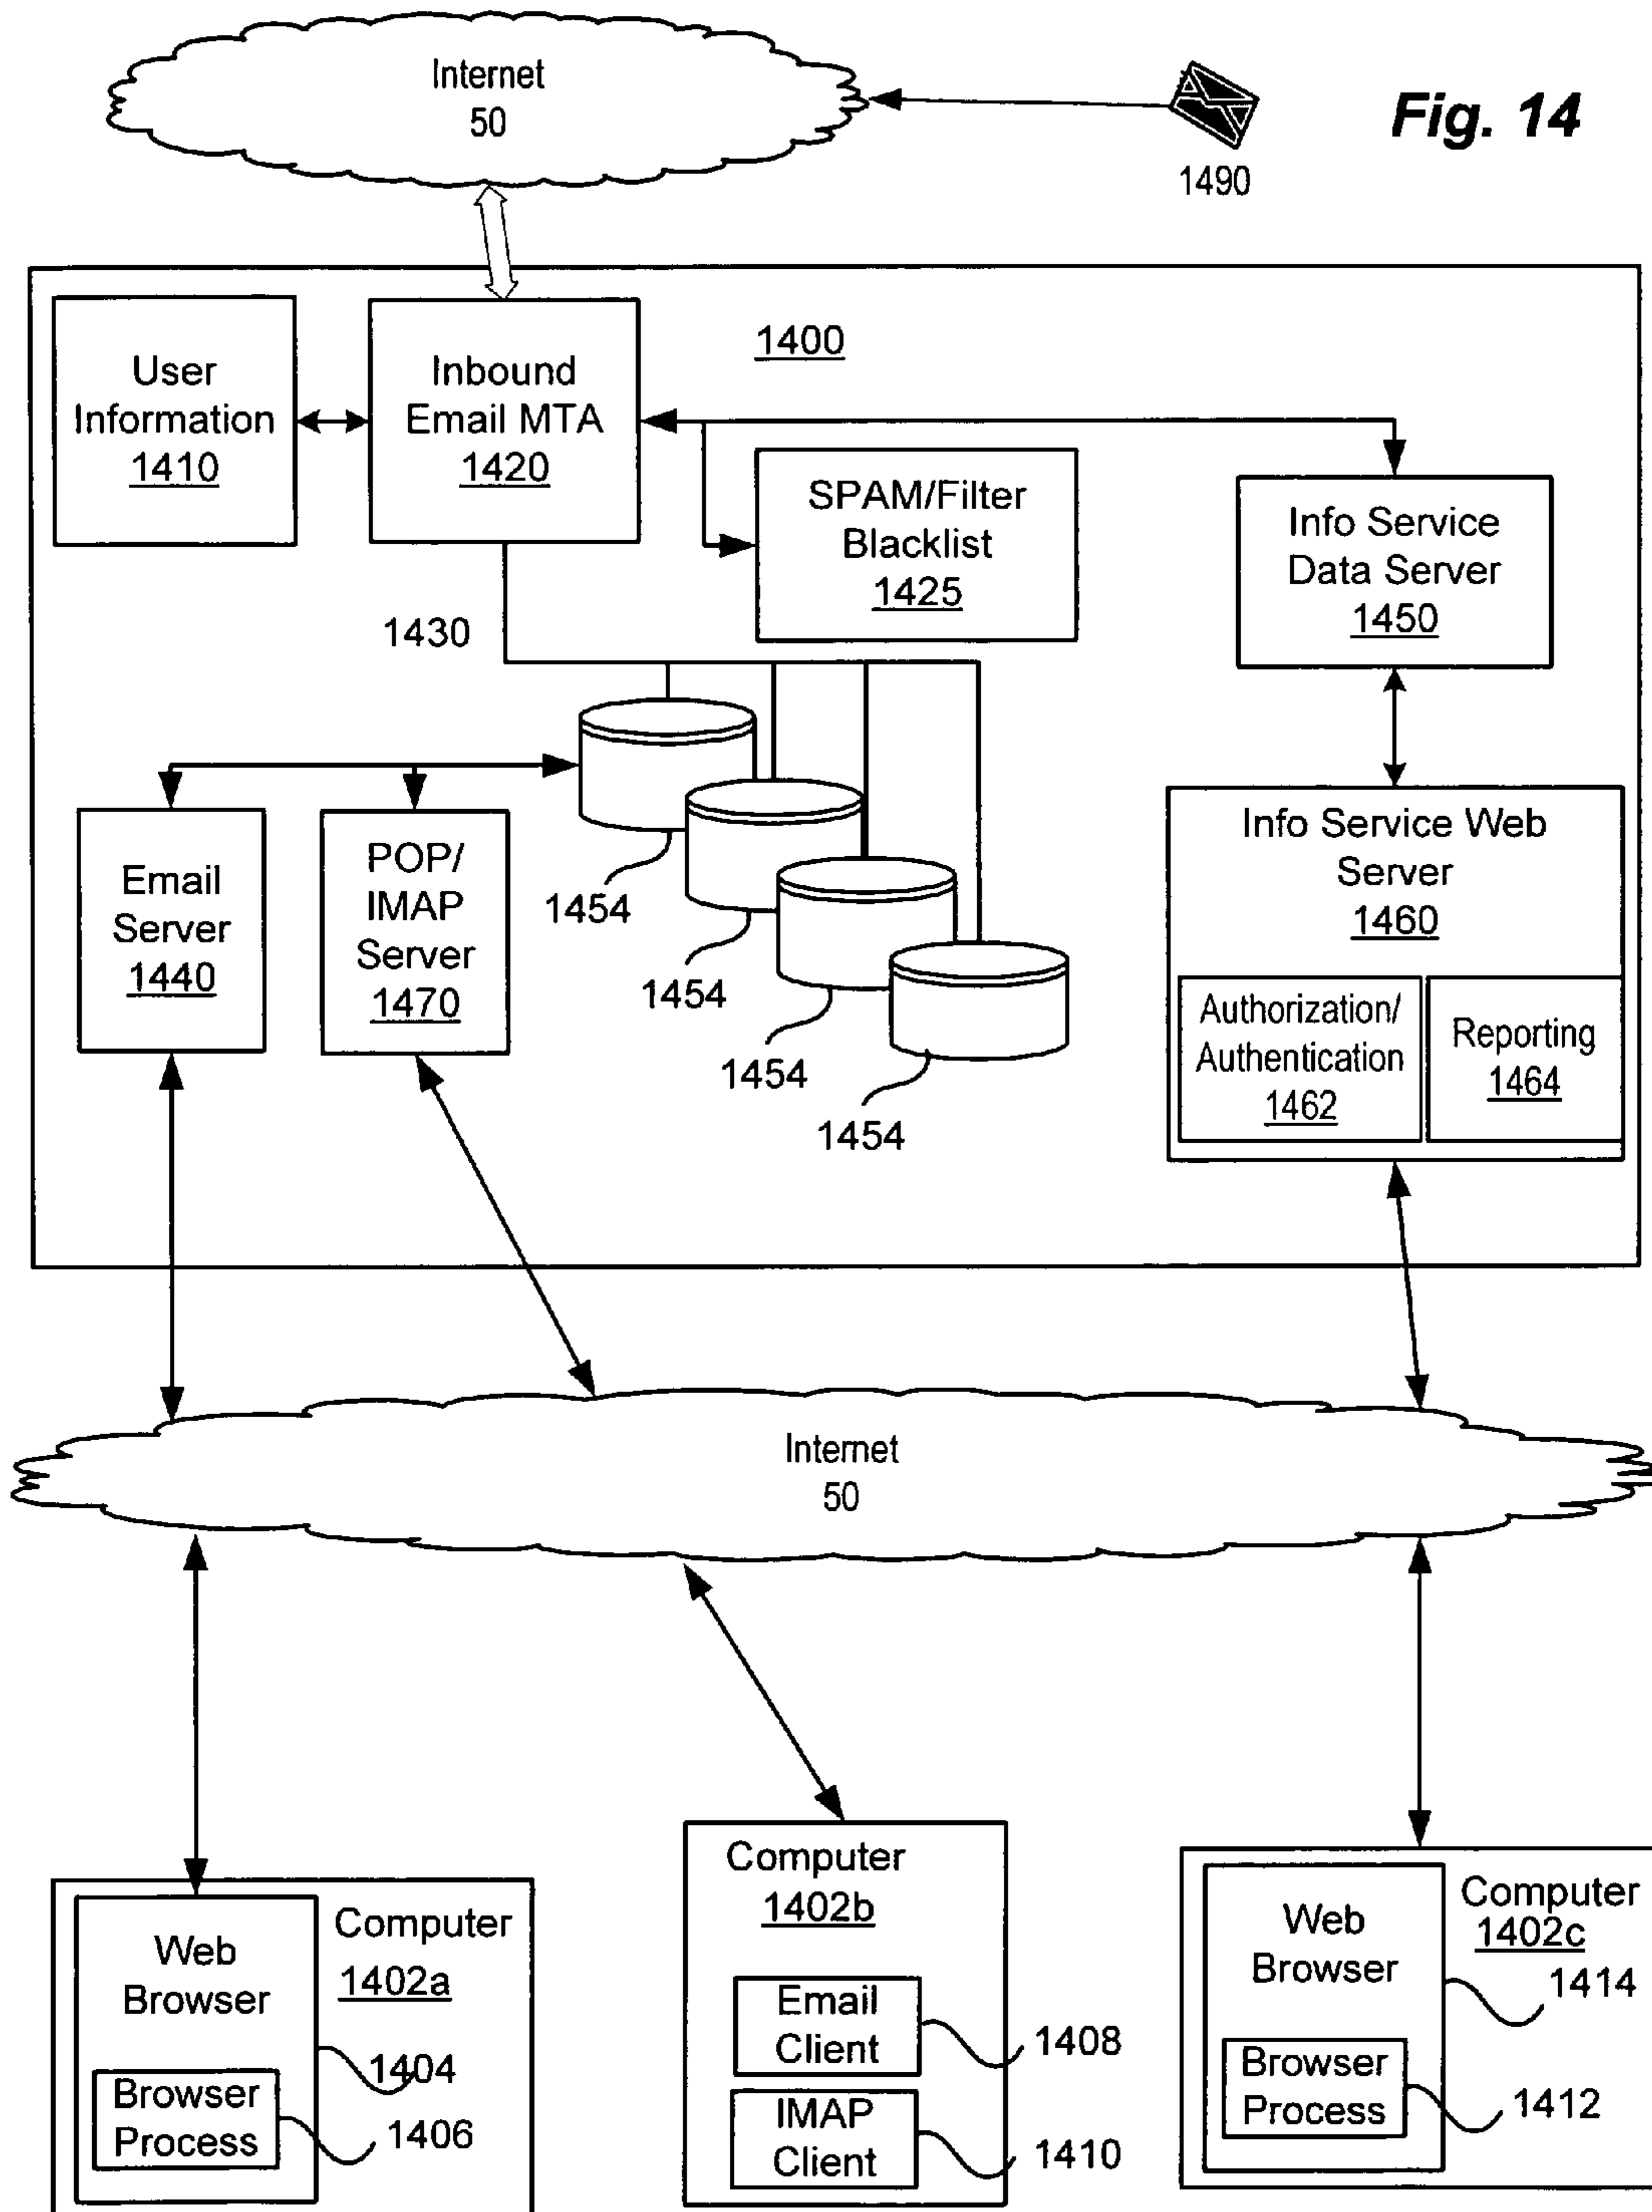 Internet
50
1490
Fig. 14
User
Information
1410
Inbound
Email MTA
1420
1400
SPAM/Filter
Blacklist
1425
Info Service
Data Server
1450
1430
Email
Server
1440
POP/
IMAP
Server
1470
1454
1454
1454
1454
Info Service Web
Server
1460
Authorization/
Authentication
1462
Reporting
1464
Internet
50
Web
Browser
Computer
1402a
1404
Browser
Process
1406
Computer
1402b
Email
Client
1408
IMAP
Client
1410
Web
Browser
Computer
1402c
1414
Browser
Process
1412